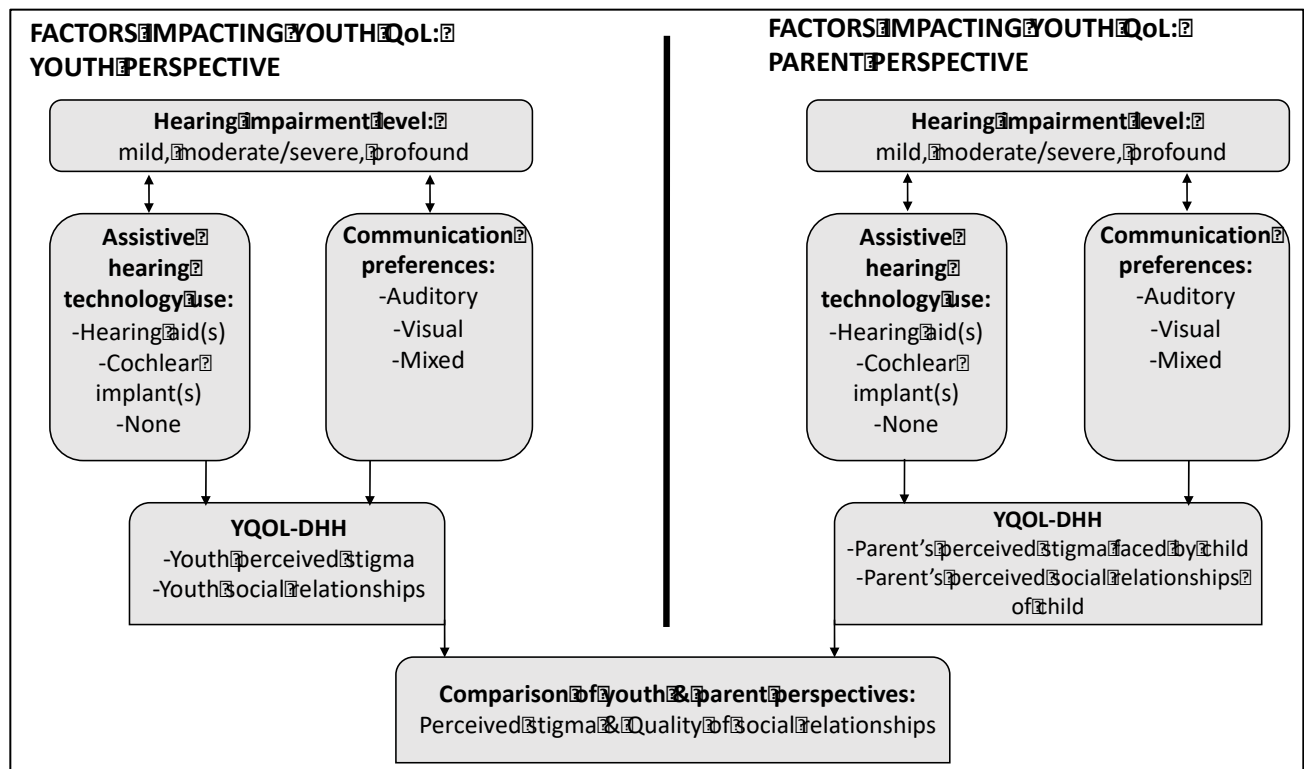 FACTORS IMPACTING YOUTH QoL:
YOUTH PERSPECTIVE
Hearing impairment level:
mild, moderate/severe, profound
Assistive
hearing
technology use:
-Hearing aid(s)
-Cochlear
implant(s)
-None
Communication
preferences:
-Auditory
-Visual
-Mixed
YQOL-DHH
-Youth perceived stigma
-Youth social relationships
FACTORS IMPACTING YOUTH QoL:
PARENT PERSPECTIVE
Hearing impairment level:
mild, moderate/severe, profound
Assistive
hearing
technology use:
-Hearing aid(s)
-Cochlear
implant(s)
-None
Communication
preferences:
-Auditory
-Visual
-Mixed
YQOL-DHH
-Parent's perceived stigma faced by child
-Parent's perceived social relationships
of child
Comparison of youth & parent perspectives:
Perceived stigma & Quality of social relationships